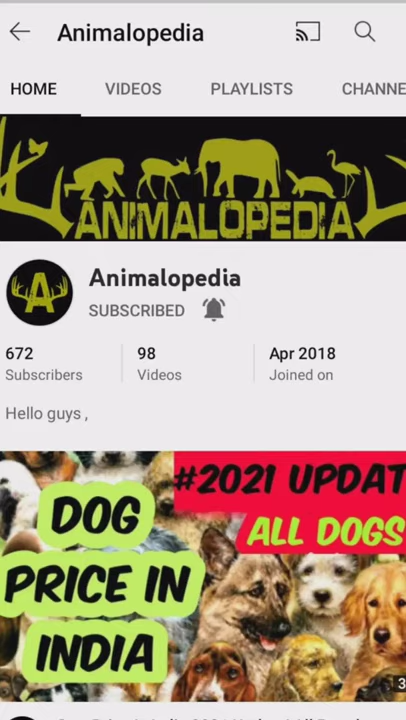 Animalopedia
HOME VIDEOS PLAYLISTS CHANNE
ANIMALOPEDIA
A
Animalopedia
SUBSCRIBED
672 98 Apr 2018
Subscribers Videos Joined on
Hello guys ,
#2021 UPDAT
ALL DOGS
DOG
PRICE IN
INDIA
3